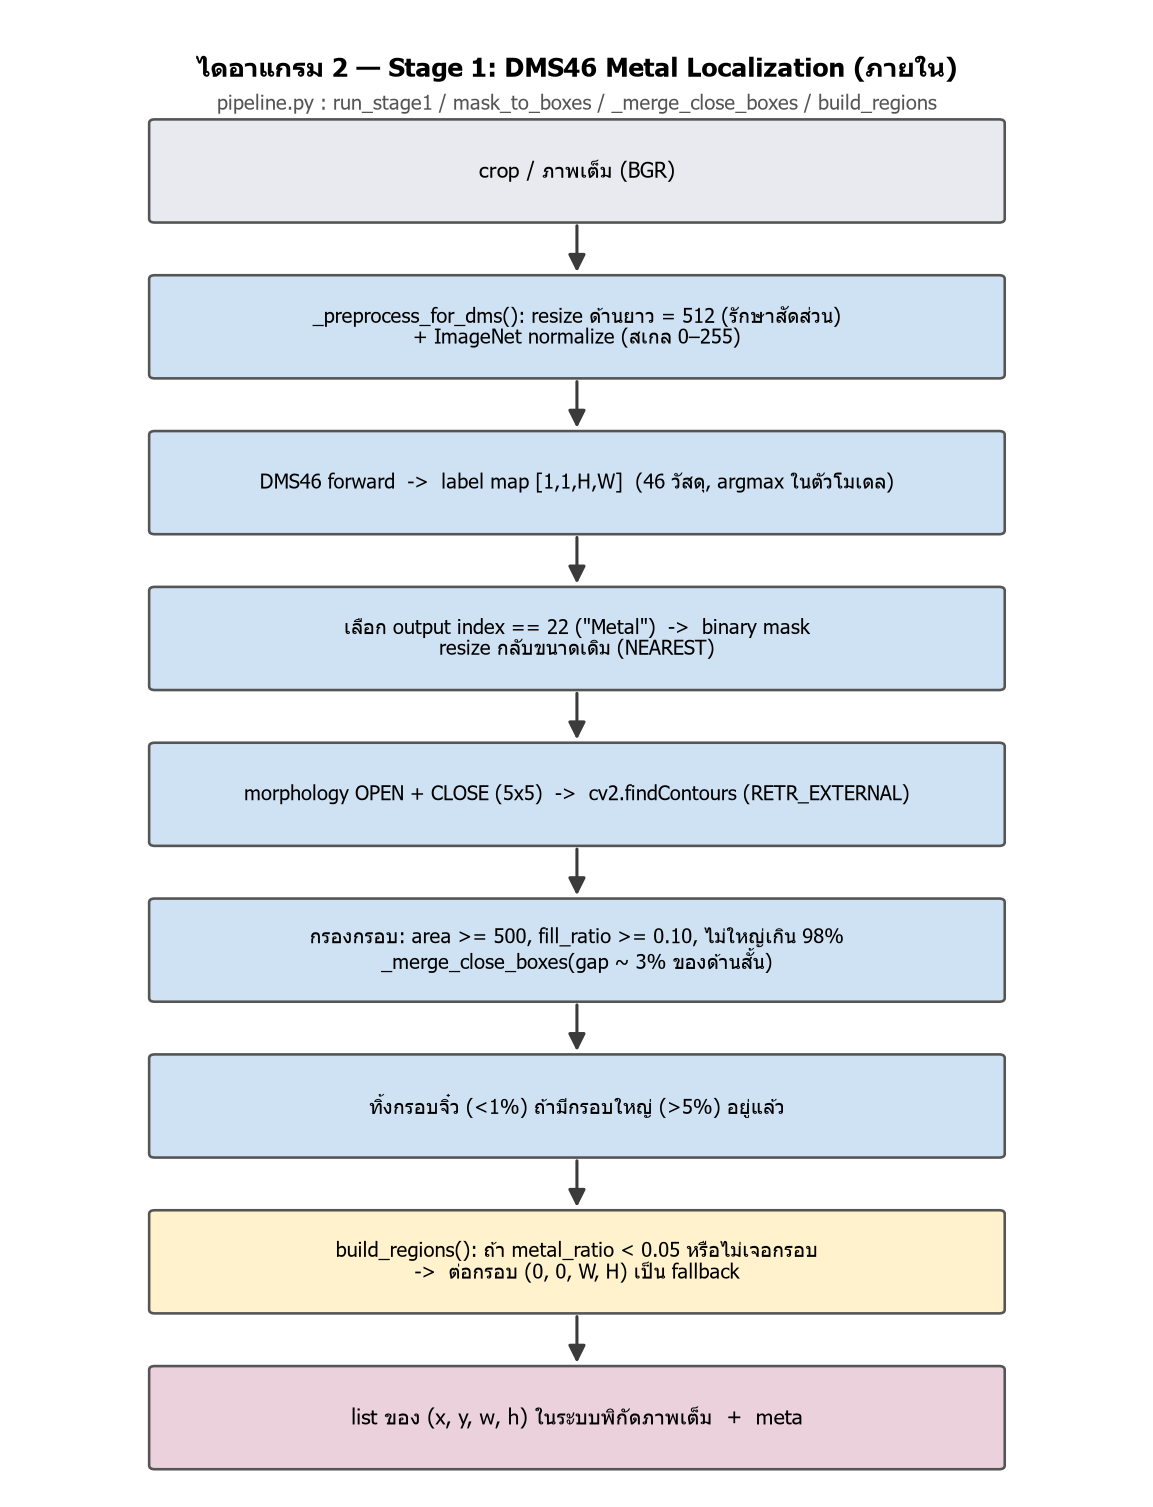 ไดอาแกรม 2 — Stage 1: DMS46 Metal Localization (ภายใน)
pipeline.py : run_stage1 / mask_to_boxes / _merge_close_boxes / build_regions
crop / ภาพเต็ม (BGR)
_preprocess_for_dms(): resize ด้านยาว = 512 (รักษาสัดส่วน)
+ ImageNet normalize (สเกล 0–255)
DMS46 forward -> label map [1,1,H,W] (46 วัสดุ, argmax ในตัวโมเดล)
เลือก output index == 22 ("Metal") -> binary mask
resize กลับขนาดเดิม (NEAREST)
morphology OPEN + CLOSE (5x5) -> cv2.findContours (RETR_EXTERNAL)
กรองกรอบ: area >= 500, fill_ratio >= 0.10, ไม่ใหญ่เกิน 98%
_merge_close_boxes(gap ~ 3% ของด้านสั้น)
ทิ้งกรอบจิ๋ว (<1%) ถ้ามีกรอบใหญ่ (>5%) อยู่แล้ว
build_regions(): ถ้า metal_ratio < 0.05 หรือไม่เจอกรอบ
-> ต่อกรอบ (0, 0, W, H) เป็น fallback
list ของ (x, y, w, h) ในระบบพิกัดภาพเต็ม + meta